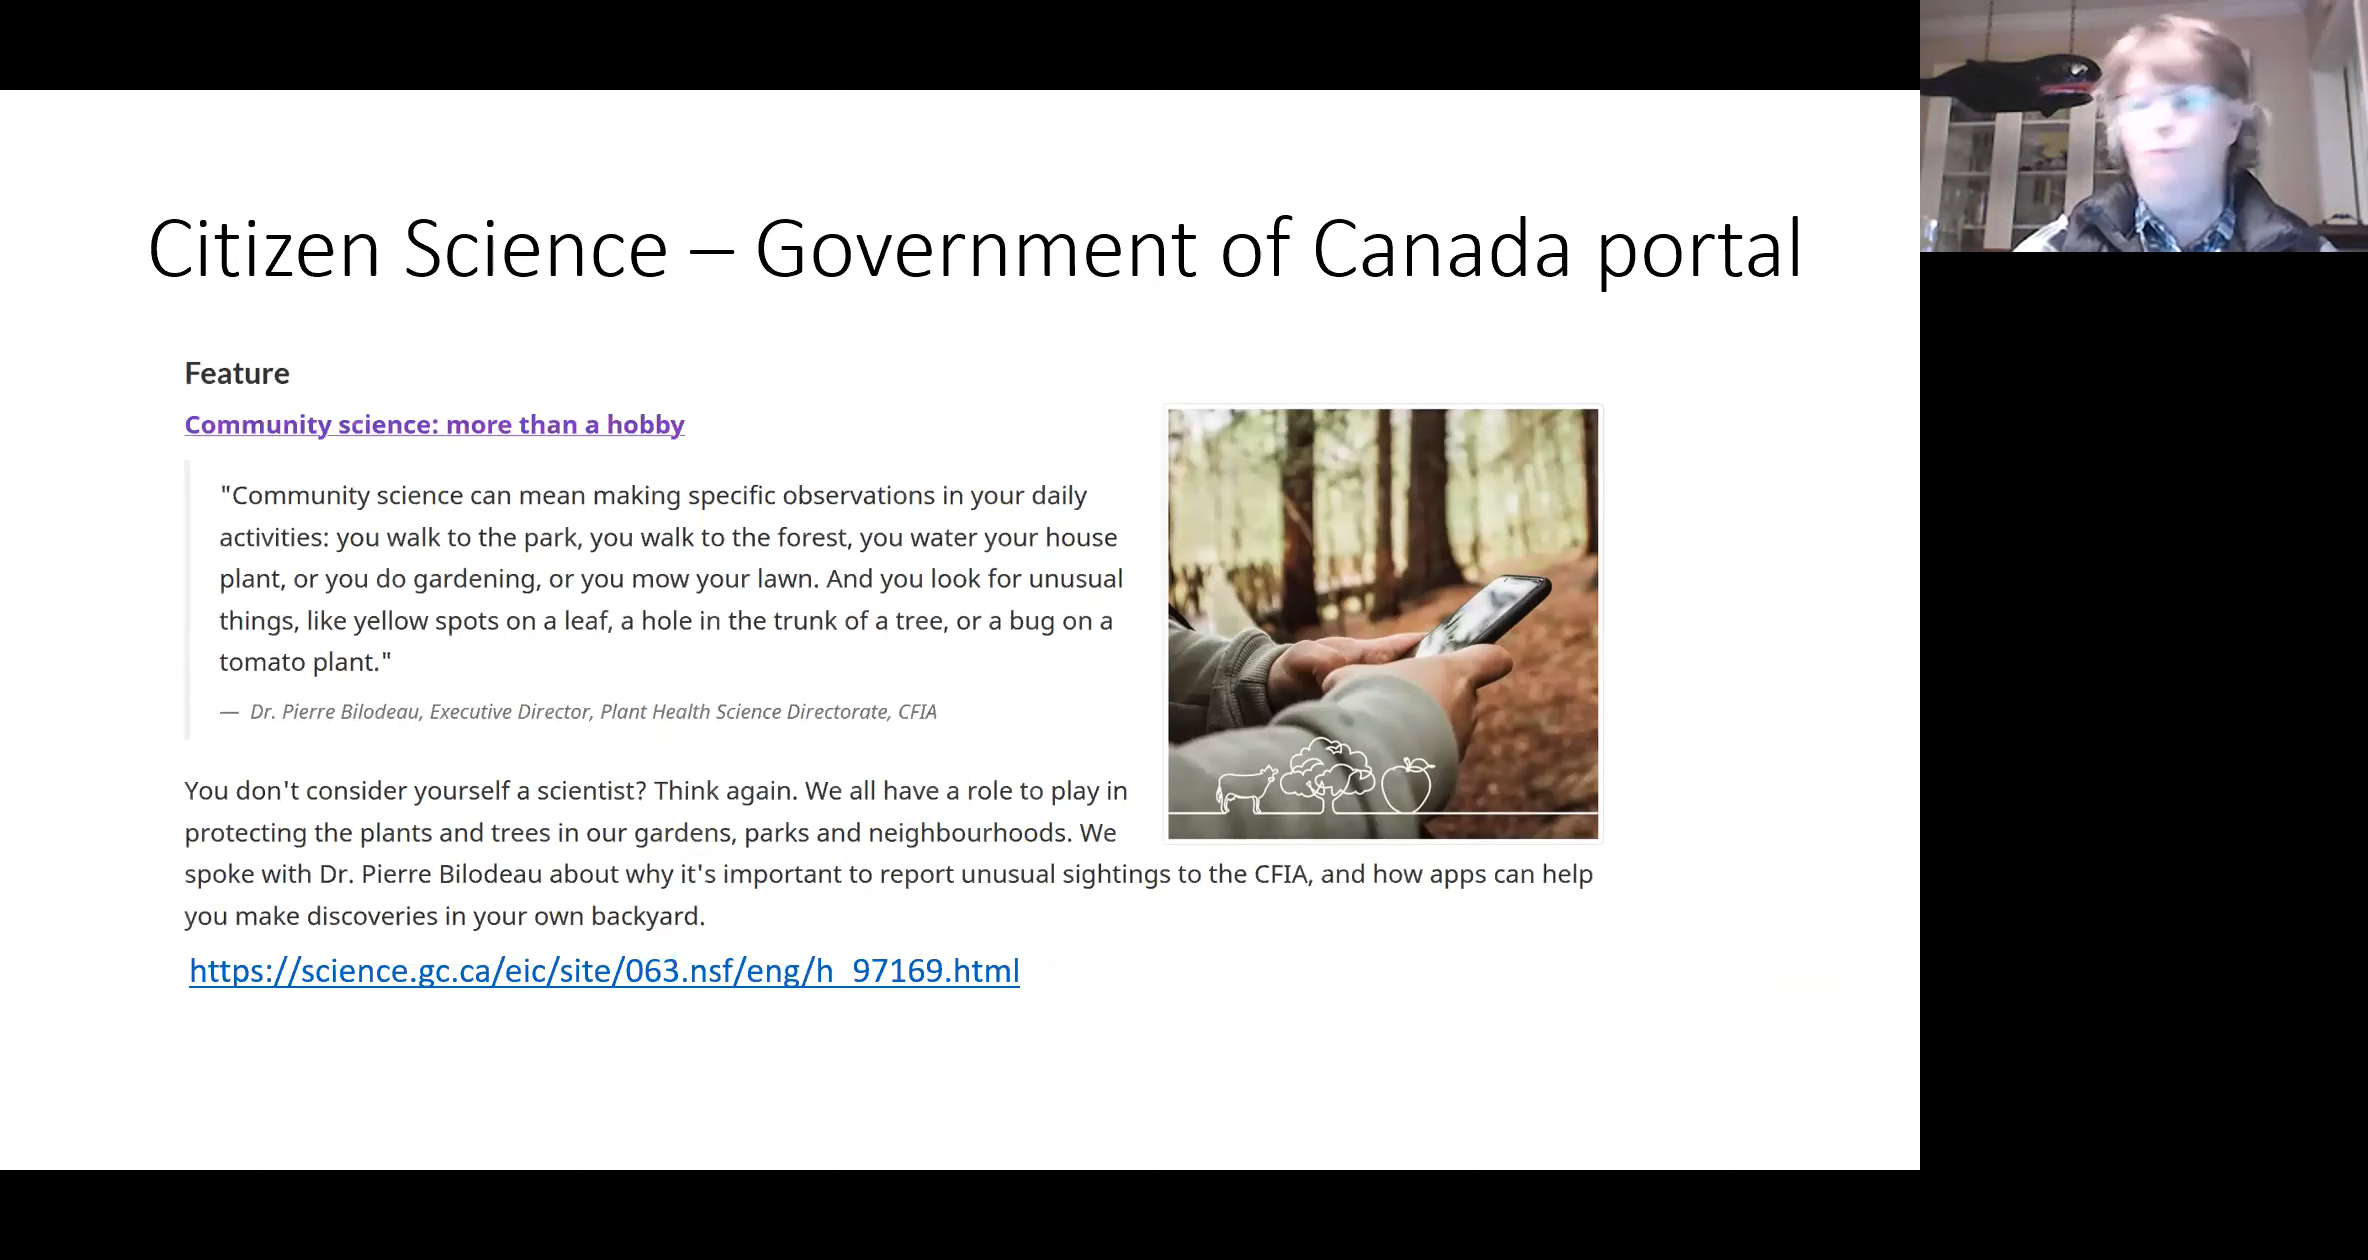 Citizen Science – Government of Canada portal
Feature
Community science: more than a hobby
"Community science can mean making specific observations in your daily
activities: you walk to the park, you walk to the forest, you water your house
plant, or you do gardening, or you mow your lawn. And you look for unusual
things, like yellow spots on a leaf, a hole in the trunk of a tree, or a bug on a
tomato plant."
— Dr. Pierre Bilodeau, Executive Director, Plant Health Science Directorate, CFIA
You don't consider yourself a scientist? Think again. We all have a role to play in
protecting the plants and trees in our gardens, parks and neighbourhoods. We
spoke with Dr. Pierre Bilodeau about why it's important to report unusual sightings to the CFIA, and how apps can help
you make discoveries in your own backyard.
https://science.gc.ca/eic/site/063.nsf/eng/h_97169.html